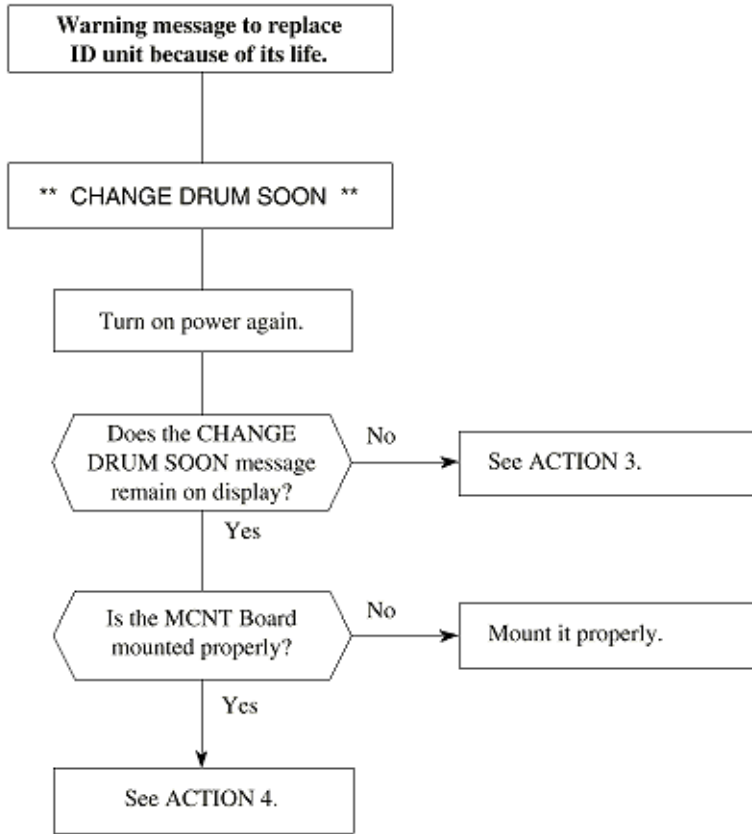 Warning message to replace
ID unit because of its life.
** CHANGE DRUM SOON **
Turn on power again.
Does the CHANGE
DRUM SOON message
remain on display?
No
See ACTION 3.
Yes
Is the MCNT Board
mounted properly?
No
Mount it properly.
Yes
See ACTION 4.